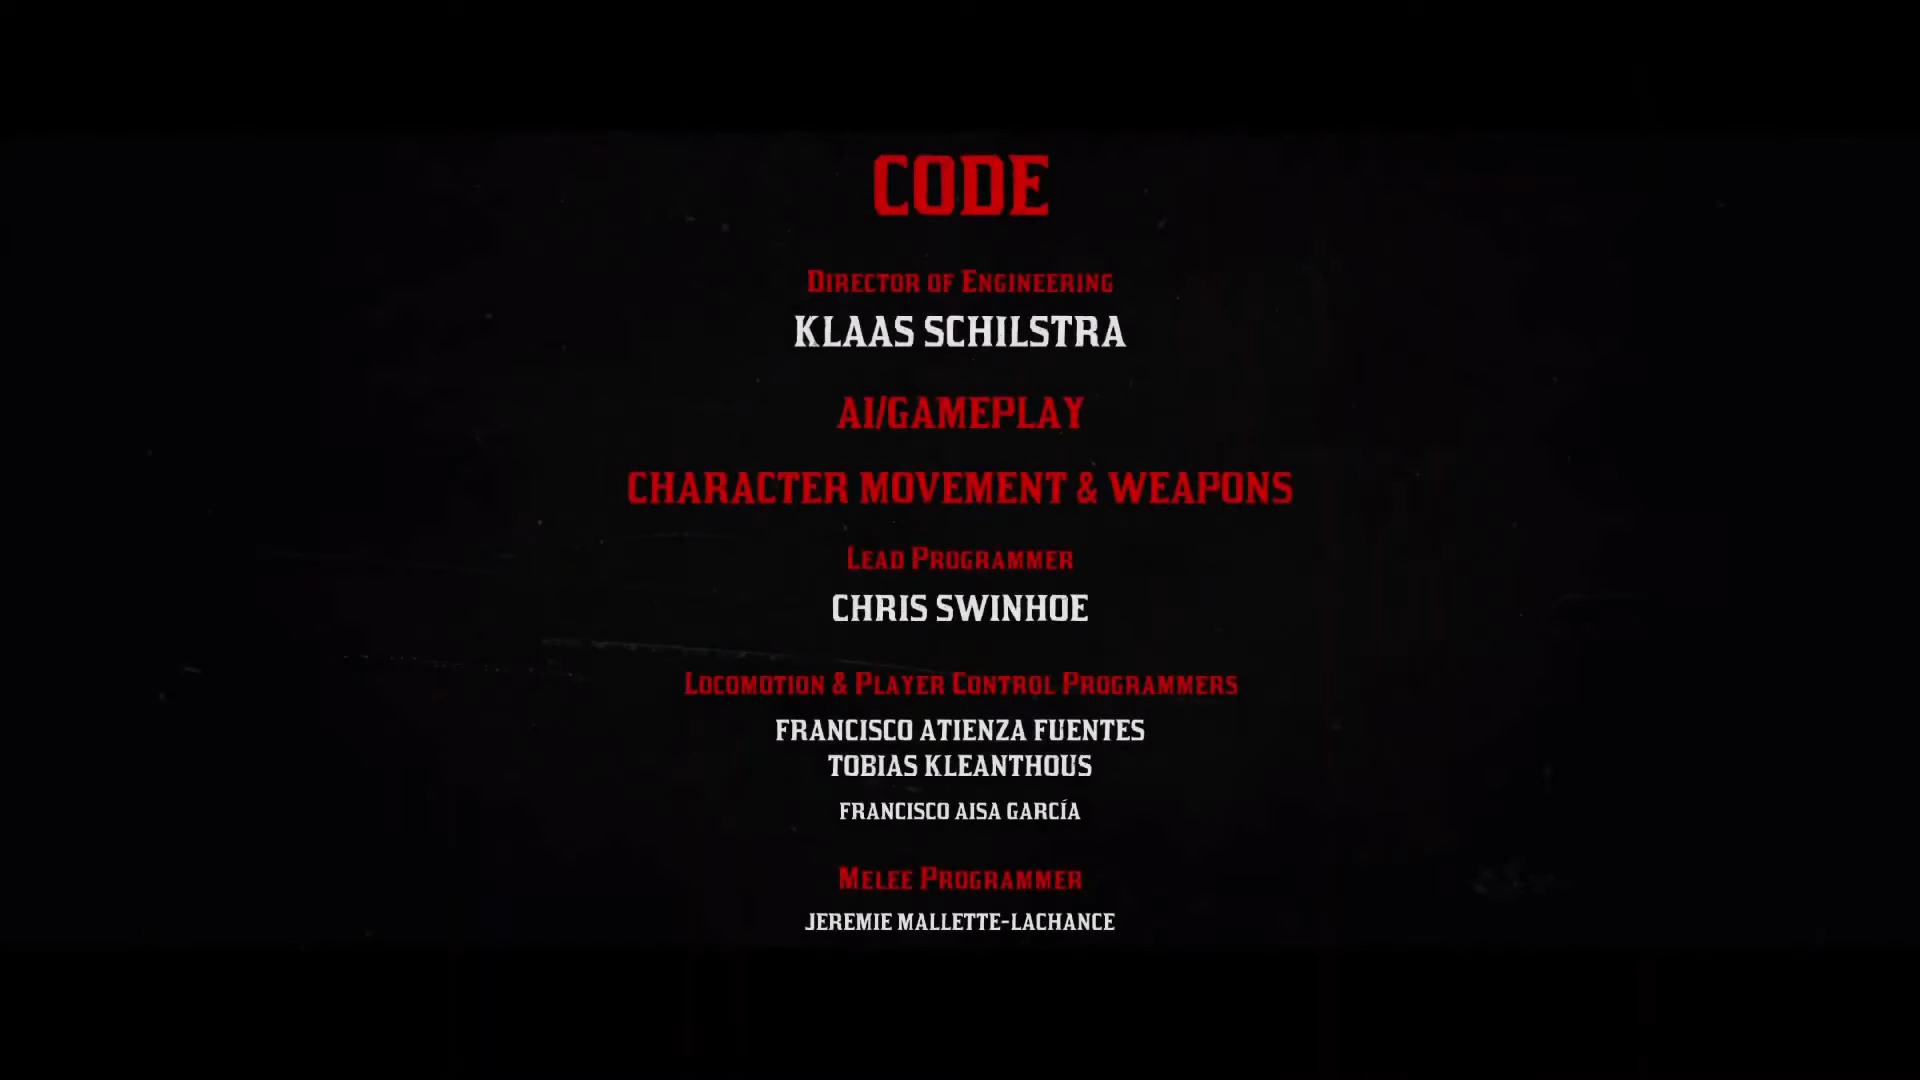 CODE
DIRECTOR OF ENGINEERING
KLAAS SCHILSTRA
AI/GAMEPLAY
CHARACTER MOVEMENT & WEAPONS
LEAD PROGRAMMER
CHRIS SWINHOE
LOCOMOTION & PLAYER CONTROL PROGRAMMERS
FRANCISCO ATIENZA FUENTES
TOBIAS KLEANTHOUS
FRANCISCO AISA GARCÍA
MELEE PROGRAMMER
JEREMIE MALLETTE-LACHANCE